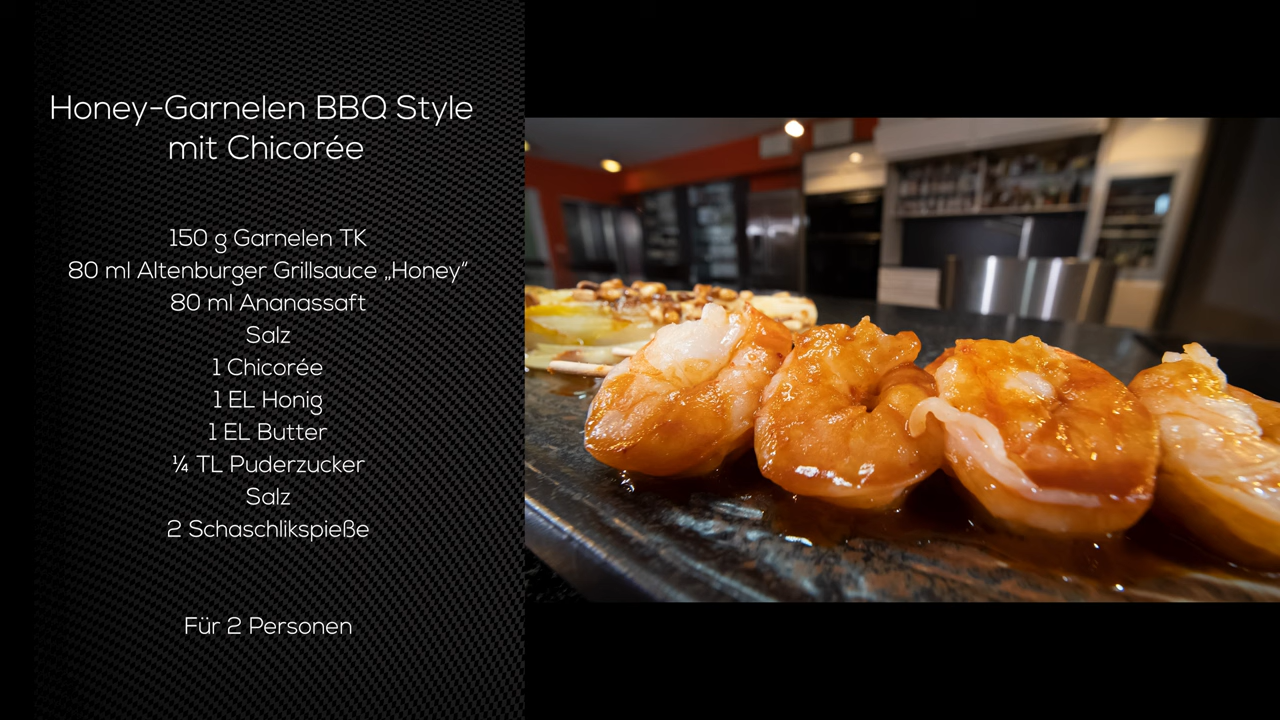 Honey-Garnelen BBQ Style
mit Chicorée
150 g Garnelen TK
80 ml Altenburger Grillsauce „Honey“
80 ml Ananassaft
Salz
1 Chicorée
1 EL Honig
1 EL Butter
¼ TL Puderzucker
Salz
2 Schaschlikspieße
Für 2 Personen